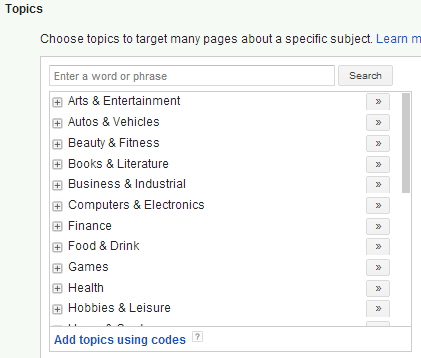 Topics
Choose topics to target many pages about a specific subject. Learn m
Enter a word or phrase Search
Arts & Entertainment »
Autos & Vehicles »
Beauty & Fitness »
Books & Literature »
Business & Industrial »
Computers & Electronics »
Finance »
Food & Drink »
Games »
Health »
Hobbies & Leisure »
Add topics using codes ?